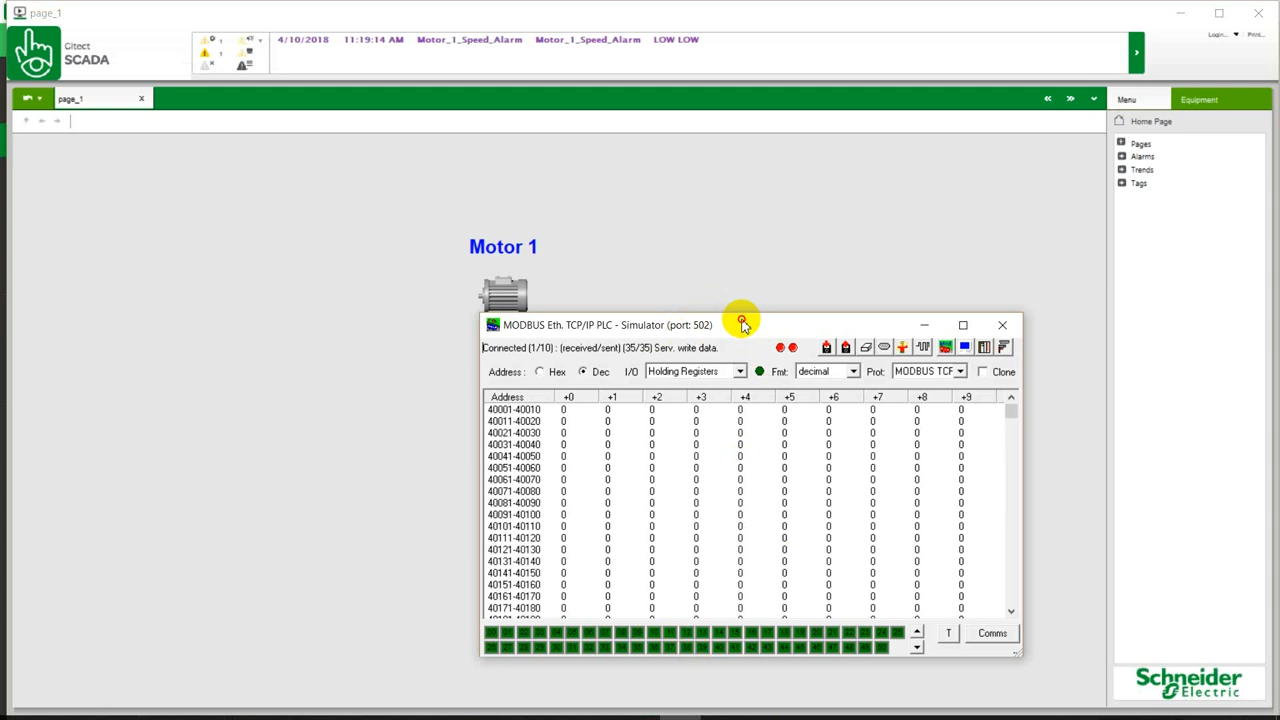 page_1
Citect
SCADA
4/10/2018 11:19:14 AM Motor_1_Speed_Alarm Motor_1_Speed_Alarm LOW LOW
Login... Print...
page_1 x
Menu Equipment
Home Page
Pages
Alarms
Trends
Tags
Motor 1
MODBUS Eth. TCP/IP PLC - Simulator (port: 502)
Connected (1/10) : (received/sent) (35/35) Serv. write data.
Address : Hex Dec I/O Holding Registers Fmt: decimal Prot: MODBUS TCP Clone
Address +0 +1 +2 +3 +4 +5 +6 +7 +8 +9
40001-40010 0 0 0 0 0 0 0 0 0 0
40011-40020 0 0 0 0 0 0 0 0 0 0
40021-40030 0 0 0 0 0 0 0 0 0 0
40031-40040 0 0 0 0 0 0 0 0 0 0
40041-40050 0 0 0 0 0 0 0 0 0 0
40051-40060 0 0 0 0 0 0 0 0 0 0
40061-40070 0 0 0 0 0 0 0 0 0 0
40071-40080 0 0 0 0 0 0 0 0 0 0
40081-40090 0 0 0 0 0 0 0 0 0 0
40091-40100 0 0 0 0 0 0 0 0 0 0
40101-40110 0 0 0 0 0 0 0 0 0 0
40111-40120 0 0 0 0 0 0 0 0 0 0
40121-40130 0 0 0 0 0 0 0 0 0 0
40131-40140 0 0 0 0 0 0 0 0 0 0
40141-40150 0 0 0 0 0 0 0 0 0 0
40151-40160 0 0 0 0 0 0 0 0 0 0
40161-40170 0 0 0 0 0 0 0 0 0 0
40171-40180 0 0 0 0 0 0 0 0 0 0
T Comms
Schneider
Electric